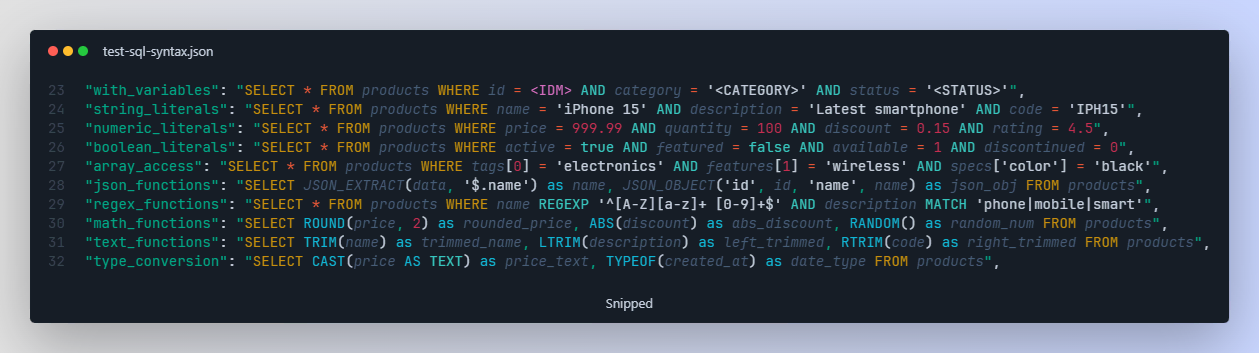 test-sql-syntax.json
23 "with_variables": "SELECT * FROM products WHERE id = <IDM> AND category = '<CATEGORY>' AND status = '<STATUS>'",
24 "string_literals": "SELECT * FROM products WHERE name = 'iPhone 15' AND description = 'Latest smartphone' AND code = 'IPH15'",
25 "numeric_literals": "SELECT * FROM products WHERE price = 999.99 AND quantity = 100 AND discount = 0.15 AND rating = 4.5",
26 "boolean_literals": "SELECT * FROM products WHERE active = true AND featured = false AND available = 1 AND discontinued = 0",
27 "array_access": "SELECT * FROM products WHERE tags[0] = 'electronics' AND features[1] = 'wireless' AND specs['color'] = 'black'",
28 "json_functions": "SELECT JSON_EXTRACT(data, '$.name') as name, JSON_OBJECT('id', id, 'name', name) as json_obj FROM products",
29 "regex_functions": "SELECT * FROM products WHERE name REGEXP '^[A-Z][a-z]+ [0-9]+$' AND description MATCH 'phone|mobile|smart'",
30 "math_functions": "SELECT ROUND(price, 2) as rounded_price, ABS(discount) as abs_discount, RANDOM() as random_num FROM products",
31 "text_functions": "SELECT TRIM(name) as trimmed_name, LTRIM(description) as left_trimmed, RTRIM(code) as right_trimmed FROM products",
32 "type_conversion": "SELECT CAST(price AS TEXT) as price_text, TYPEOF(created_at) as date_type FROM products",
Snipped